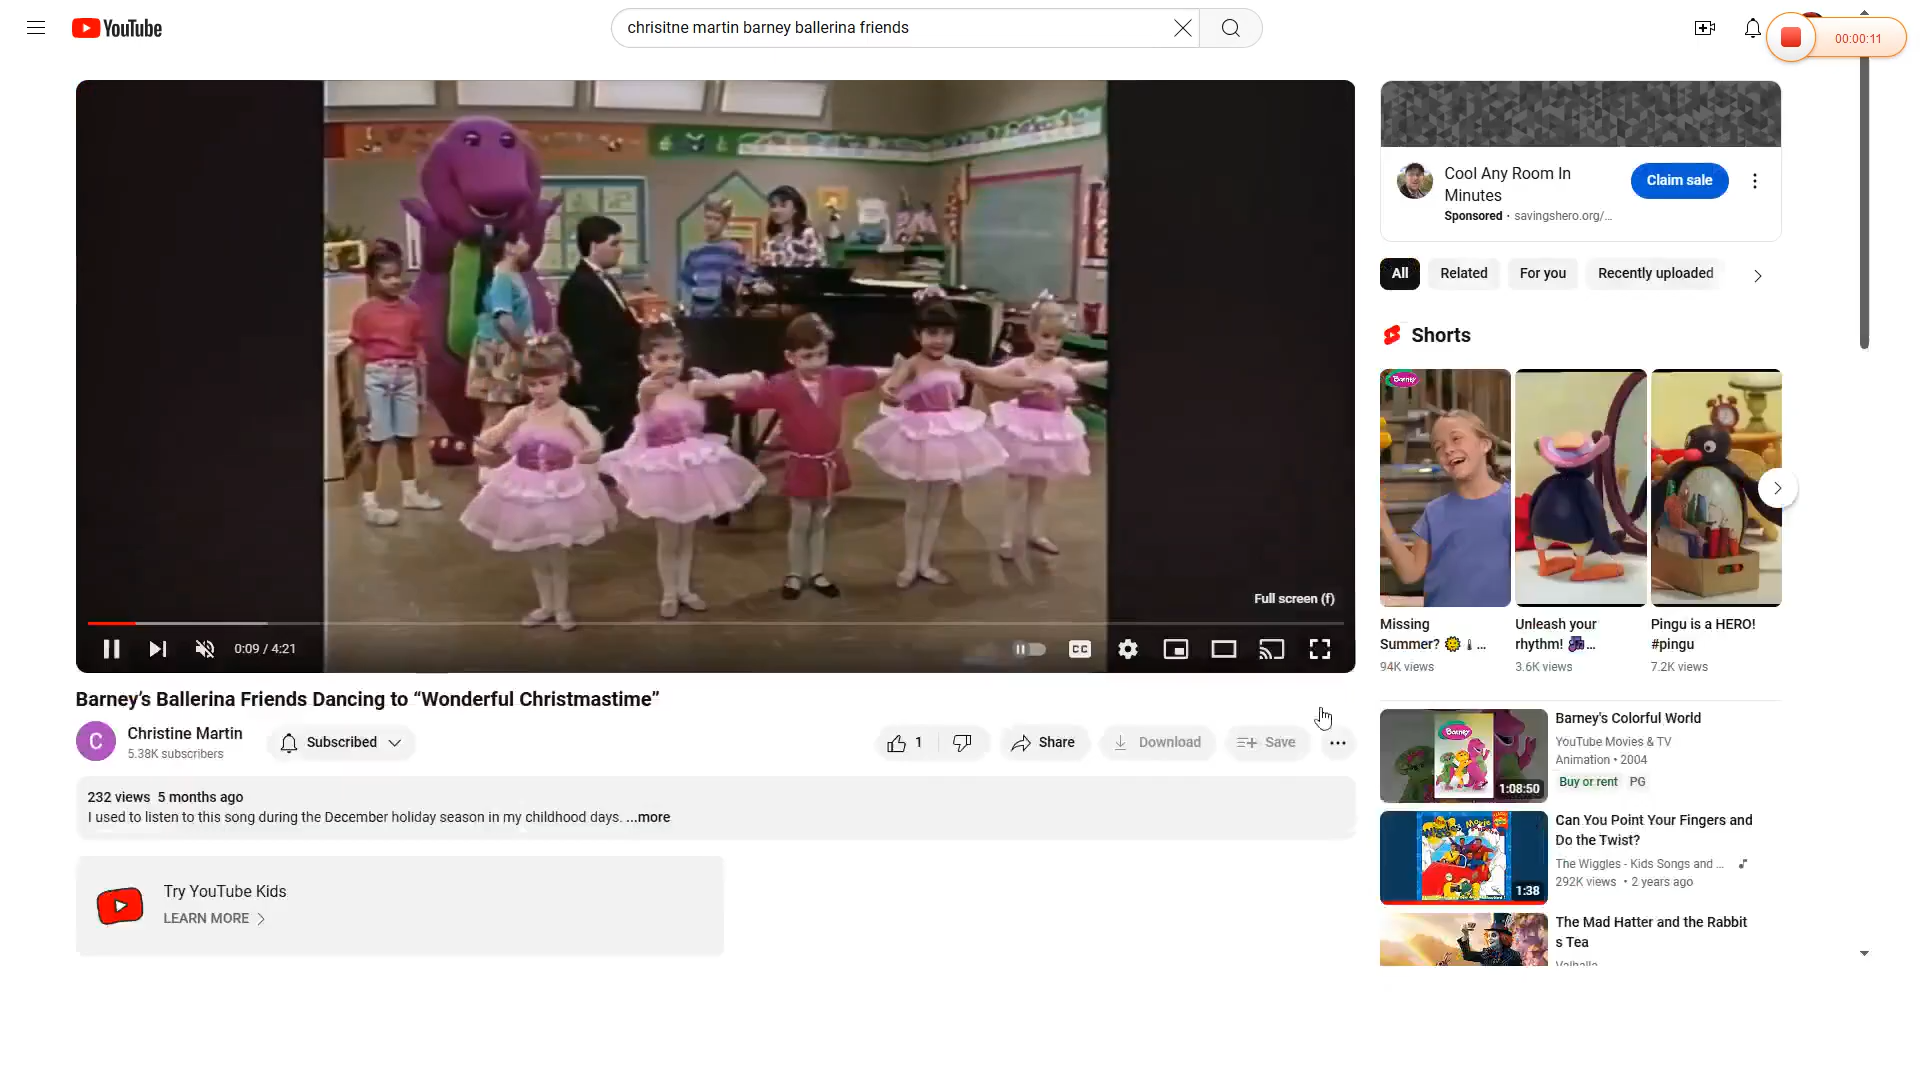 YouTube
chrisitne martin barney ballerina friends
00:00:11
Full screen (f)
0:09 / 4:21
CC
Barney’s Ballerina Friends Dancing to “Wonderful Christmastime”
C
Christine Martin
5.38K subscribers
Subscribed
1
Share
Download
Save
232 views 5 months ago
I used to listen to this song during the December holiday season in my childhood days. ...more
Try YouTube Kids
LEARN MORE
Cool Any Room In
Minutes
Sponsored · savingshero.org/...
Claim sale
All
Related
For you
Recently uploaded
Shorts
Barney
Missing
Summer? 🌞🌡️...
94K views
Unleash your
rhythm! ...
3.6K views
Pingu is a HERO!
#pingu
7.2K views
Barney
1:08:50
Barney's Colorful World
YouTube Movies & TV
Animation • 2004
Buy or rent
PG
1:38
Can You Point Your Fingers and
Do the Twist?
The Wiggles - Kids Songs and ...
292K views • 2 years ago
The Mad Hatter and the Rabbit
s Tea
Valhalla